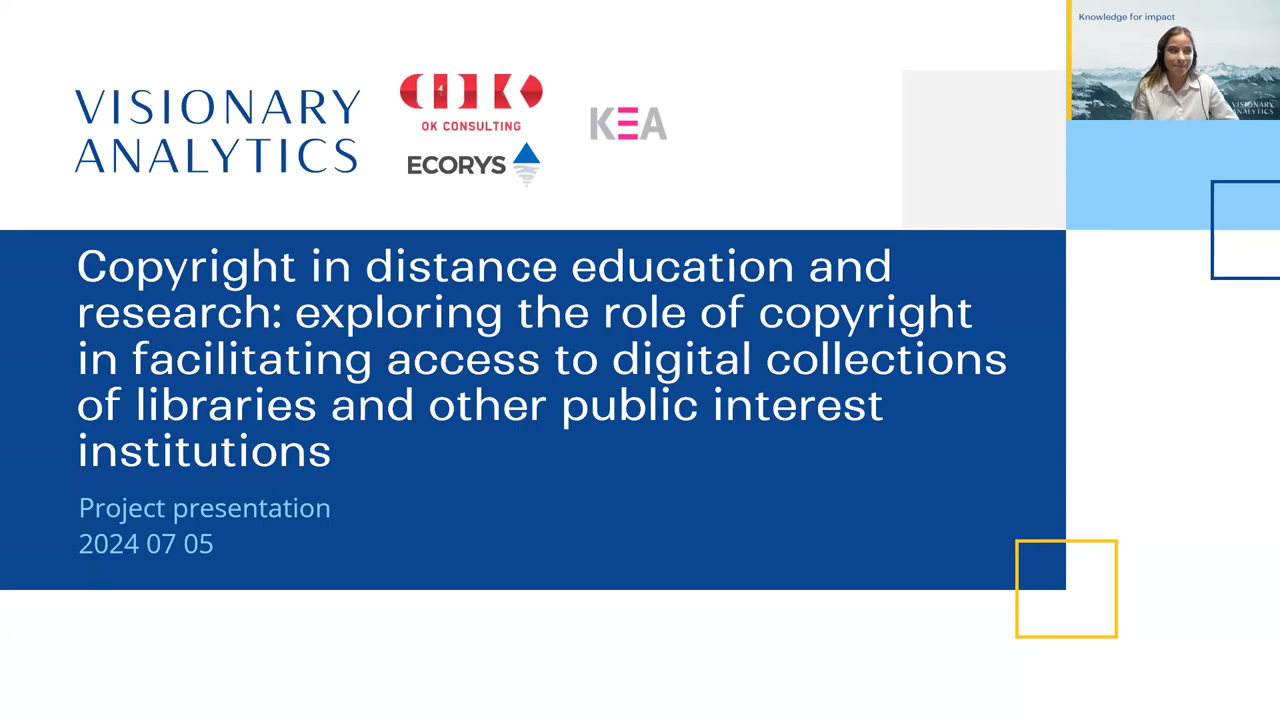 Knowledge for impact
VISIONARY
ANALYTICS
OK CONSULTING
ECORYS
KEA
VISIONARY
ANALYTICS
Copyright in distance education and
research: exploring the role of copyright
in facilitating access to digital collections
of libraries and other public interest
institutions
Project presentation
2024 07 05